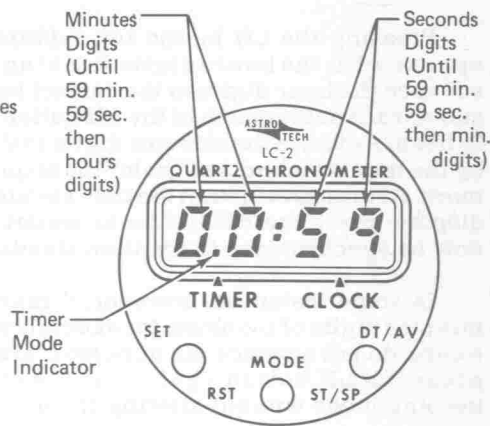 Minutes
Digits
(Until
59 min.
59 sec.
then
hours
digits)
Seconds
Digits
(Until
59 min.
59 sec
then min.
digits)
es
ASTRO TECH
LC-2
QUARTZ CHRONOMETER
TIMER CLOCK
Timer
Mode
Indicator
SET DT/AV
MODE
RST ST/SP